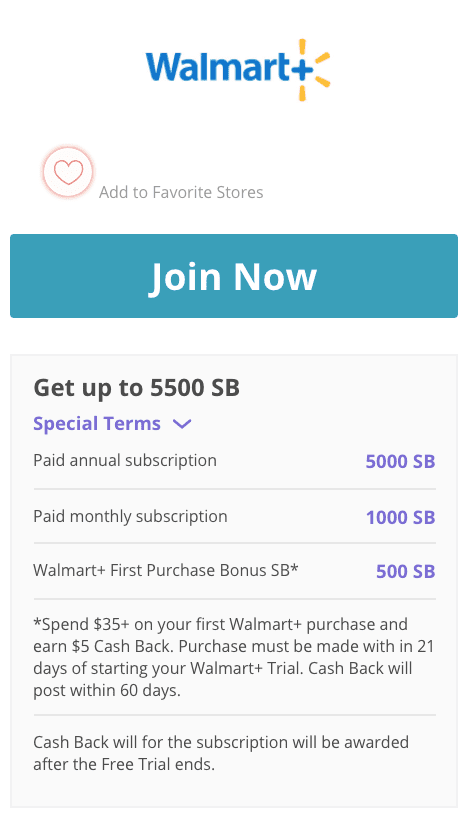 Walmart+
Add to Favorite Stores
Join Now
Get up to 5500 SB
Special Terms
Paid annual subscription 5000 SB
Paid monthly subscription 1000 SB
Walmart+ First Purchase Bonus SB* 500 SB
*Spend $35+ on your first Walmart+ purchase and
earn $5 Cash Back. Purchase must be made with in 21
days of starting your Walmart+ Trial. Cash Back will
post within 60 days.
Cash Back will for the subscription will be awarded
after the Free Trial ends.